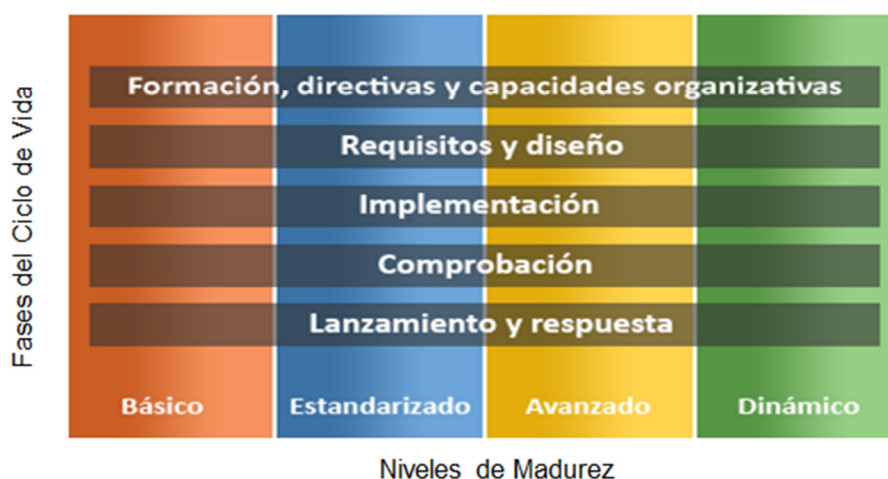 Fases del Ciclo de Vida
Formación, directivas y capacidades organizativas
Requisitos y diseño
Implementación
Comprobación
Lanzamiento y respuesta
Básico
Estandarizado
Avanzado
Dinámico
Niveles de Madurez